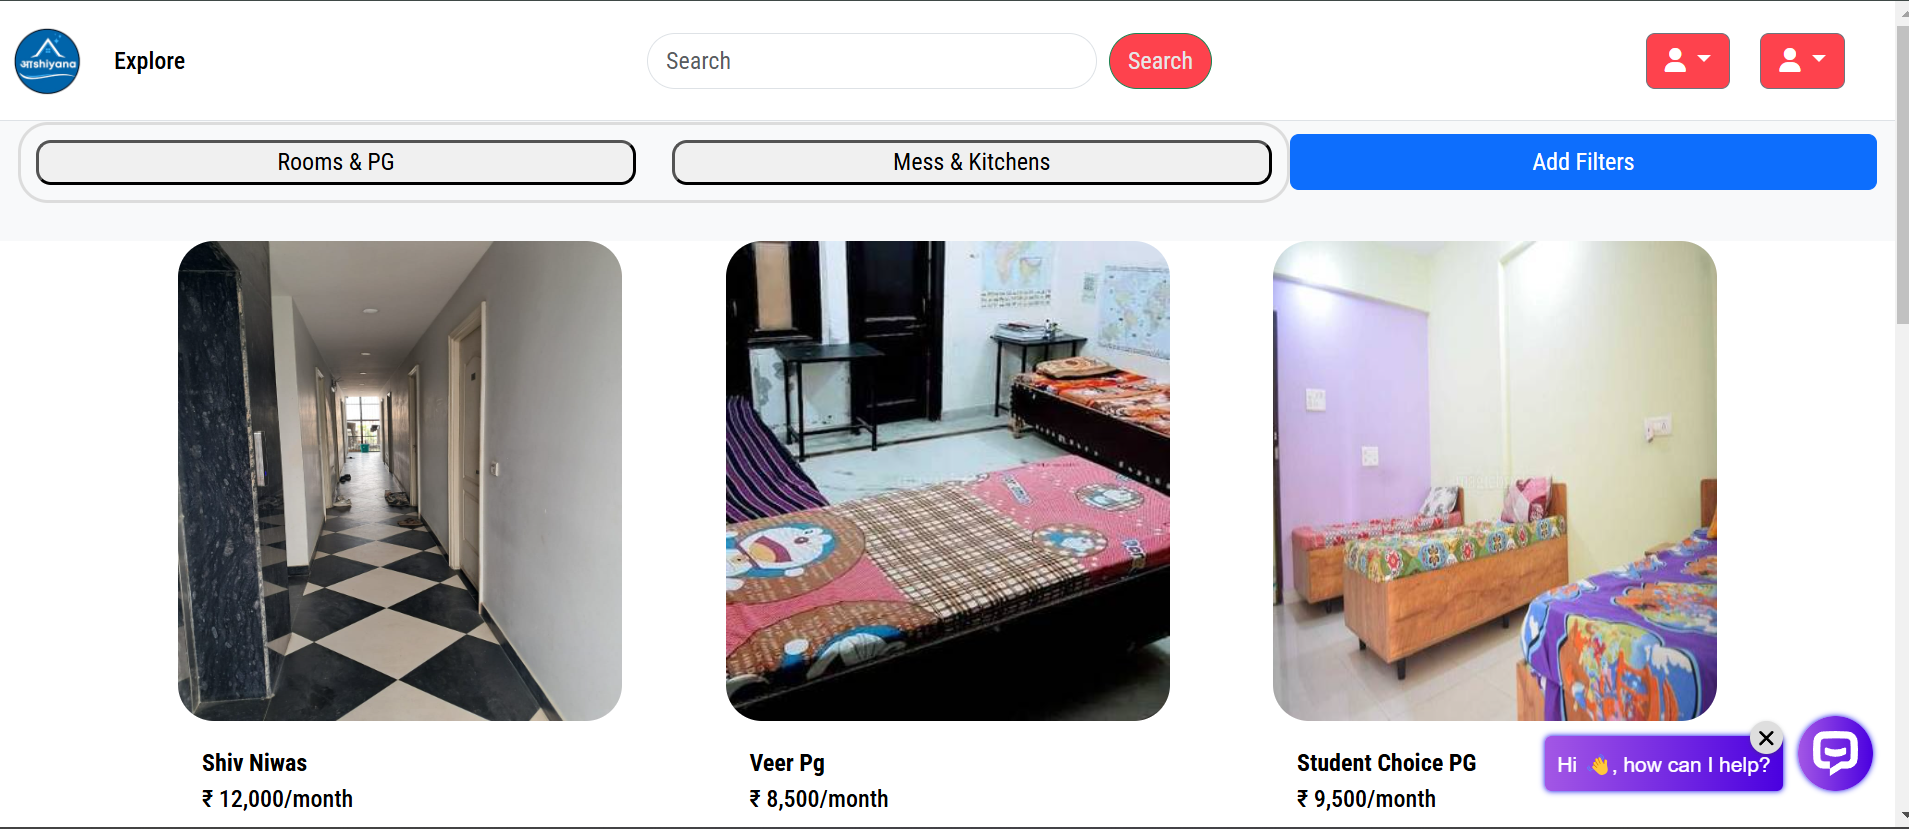 आshiyana
Explore
Search
Search
Rooms & PG
Mess & Kitchens
Add Filters
Shiv Niwas
₹ 12,000/month
Veer Pg
₹ 8,500/month
Student Choice PG
₹ 9,500/month
Hi 👋, how can I help?